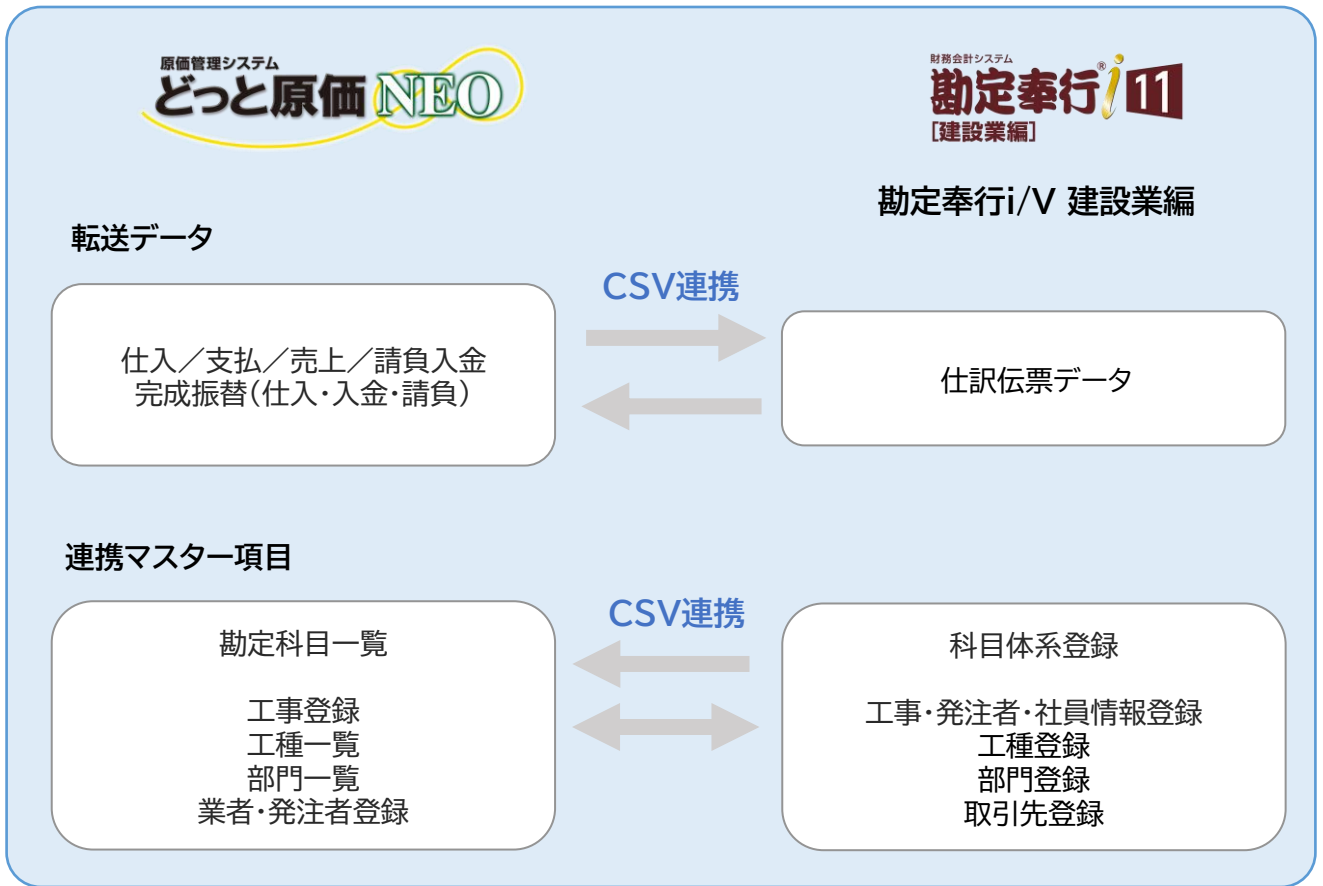 原価管理システム
どっと原価 NEO
財務会計システム
勘定奉行®i 11
[建設業編]
勘定奉行i/V 建設業編
転送データ
CSV連携
仕入／支払／売上／請負入金
完成振替(仕入・入金・請負)
仕訳伝票データ
連携マスター項目
CSV連携
勘定科目一覧
工事登録
工種一覧
部門一覧
業者・発注者登録
科目体系登録
工事・発注者・社員情報登録
工種登録
部門登録
取引先登録